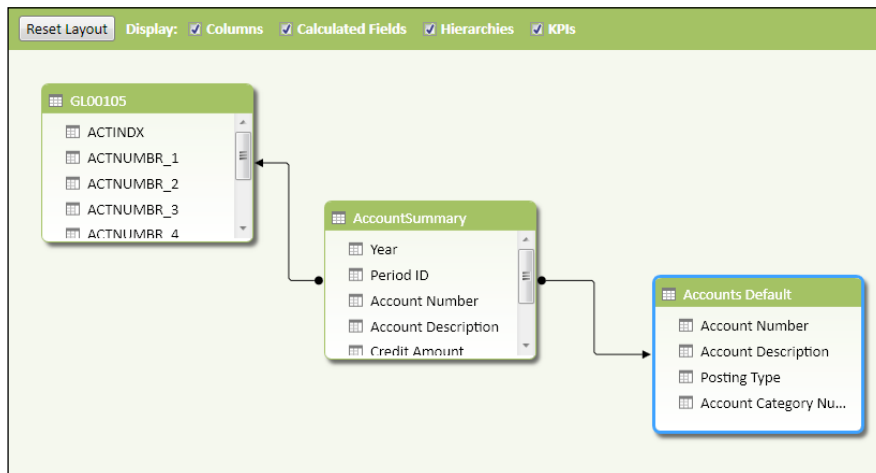 Reset Layout Display: Columns Calculated Fields Hierarchies KPIs
GL00105
ACTINDX
ACTNUMBR_1
ACTNUMBR_2
ACTNUMBR_3
ACTNUMBR_4
AccountSummary
Year
Period ID
Account Number
Account Description
Credit Amount
Accounts Default
Account Number
Account Description
Posting Type
Account Category Nu...